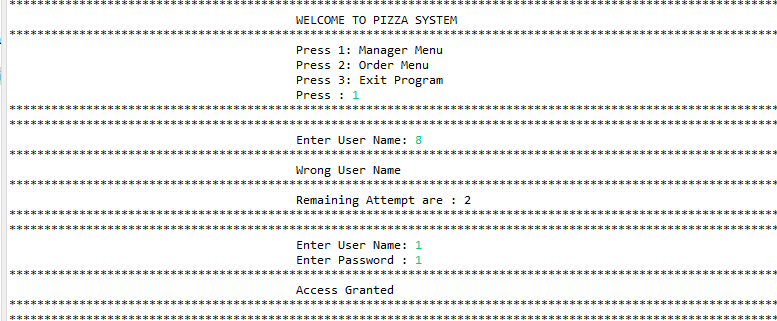 ********************************************************************************************************************
WELCOME TO PIZZA SYSTEM
********************************************************************************************************************
Press 1: Manager Menu
Press 2: Order Menu
Press 3: Exit Program
Press : 1
********************************************************************************************************************
********************************************************************************************************************
Enter User Name: 8
********************************************************************************************************************
Wrong User Name
********************************************************************************************************************
Remaining Attempt are : 2
********************************************************************************************************************
********************************************************************************************************************
Enter User Name: 1
Enter Password : 1
********************************************************************************************************************
Access Granted
********************************************************************************************************************
********************************************************************************************************************